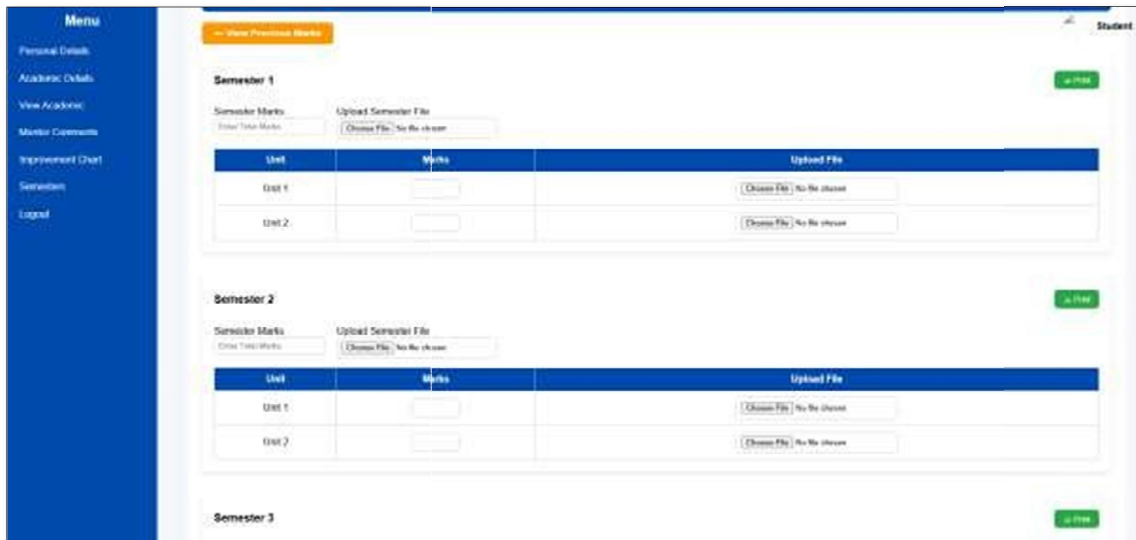 Menu
Personal Details
Academic Details
View Academic
Mentor Comments
Improvement Chart
Semesters
Logout
View Previous Marks
Student
Semester 1
Print
Semester Marks
Upload Semester File
Enter Total Marks
Choose File No file chosen
Unit Marks Upload File
Unit 1 Choose File No file chosen
Unit 2 Choose File No file chosen
Semester 2
Print
Semester Marks
Upload Semester File
Enter Total Marks
Choose File No file chosen
Unit Marks Upload File
Unit 1 Choose File No file chosen
Unit 2 Choose File No file chosen
Semester 3
Print